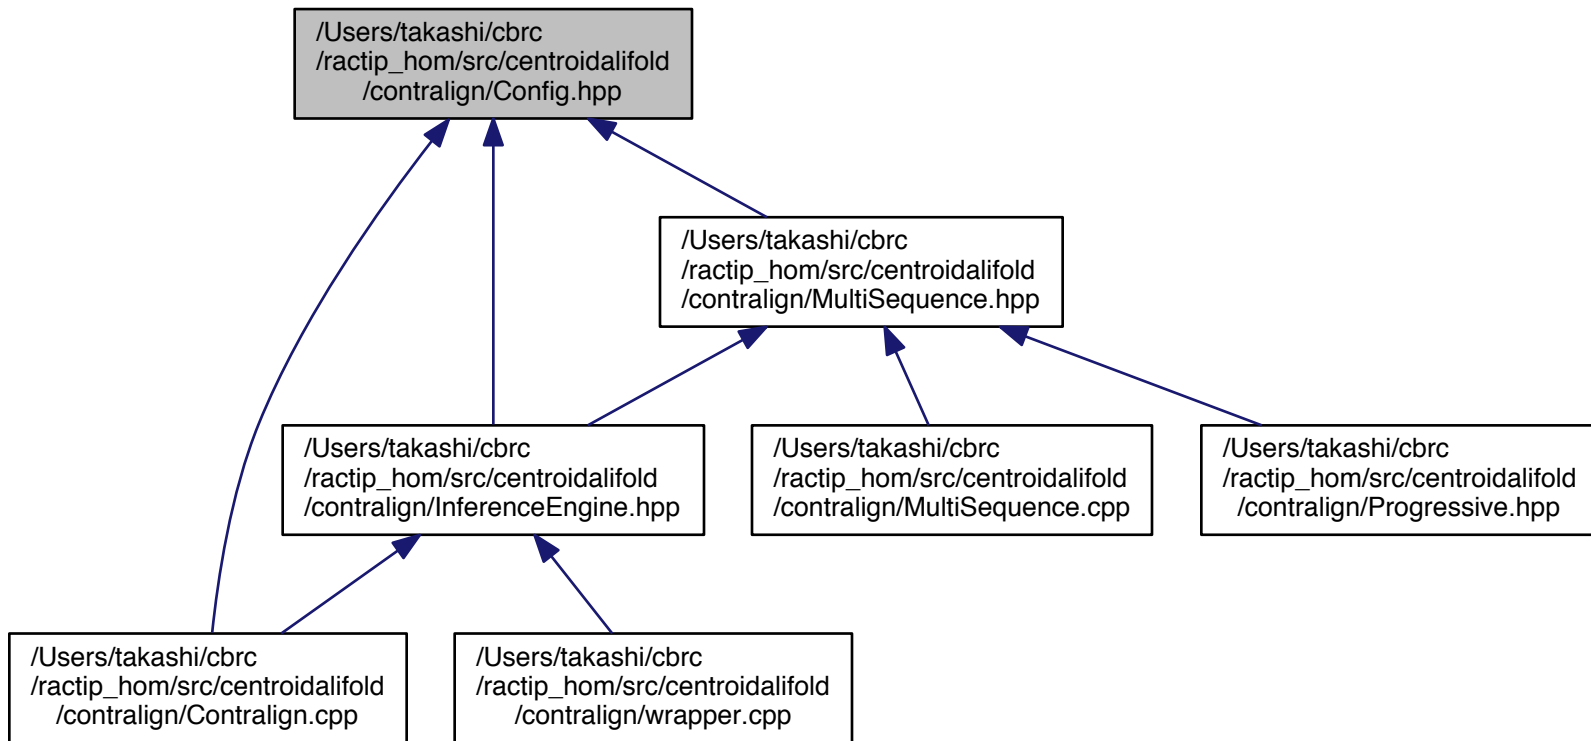 /Users/takashi/cbrc
/ractip_hom/src/centroidalifold
/contralign/Config.hpp
/Users/takashi/cbrc
/ractip_hom/src/centroidalifold
/contralign/MultiSequence.hpp
/Users/takashi/cbrc
/ractip_hom/src/centroidalifold
/contralign/InferenceEngine.hpp
/Users/takashi/cbrc
/ractip_hom/src/centroidalifold
/contralign/MultiSequence.cpp
/Users/takashi/cbrc
/ractip_hom/src/centroidalifold
/contralign/Progressive.hpp
/Users/takashi/cbrc
/ractip_hom/src/centroidalifold
/contralign/Contralign.cpp
/Users/takashi/cbrc
/ractip_hom/src/centroidalifold
/contralign/wrapper.cpp